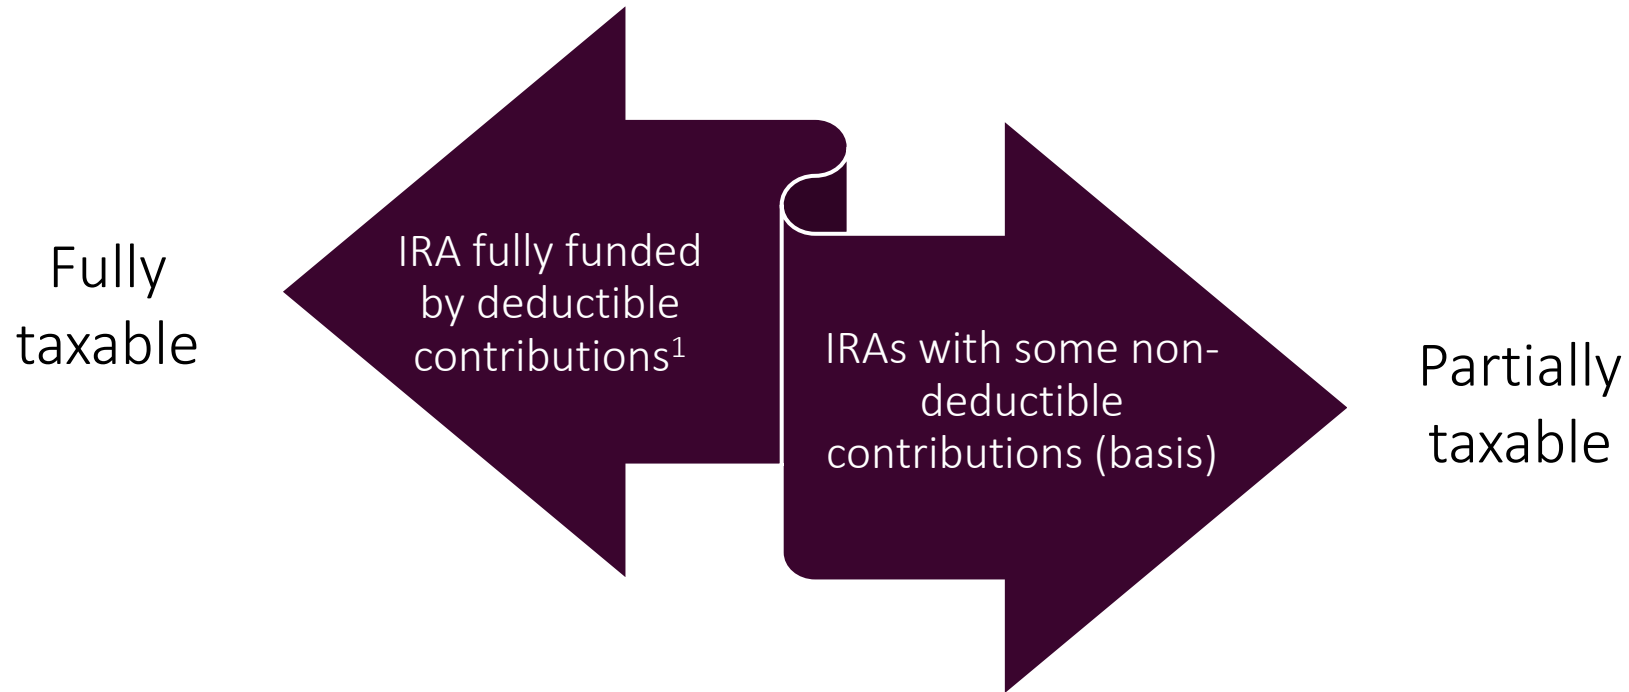 Fully
taxable
IRA fully funded
by deductible
contributions¹
IRAs with some non-
deductible
contributions (basis)
Partially
taxable